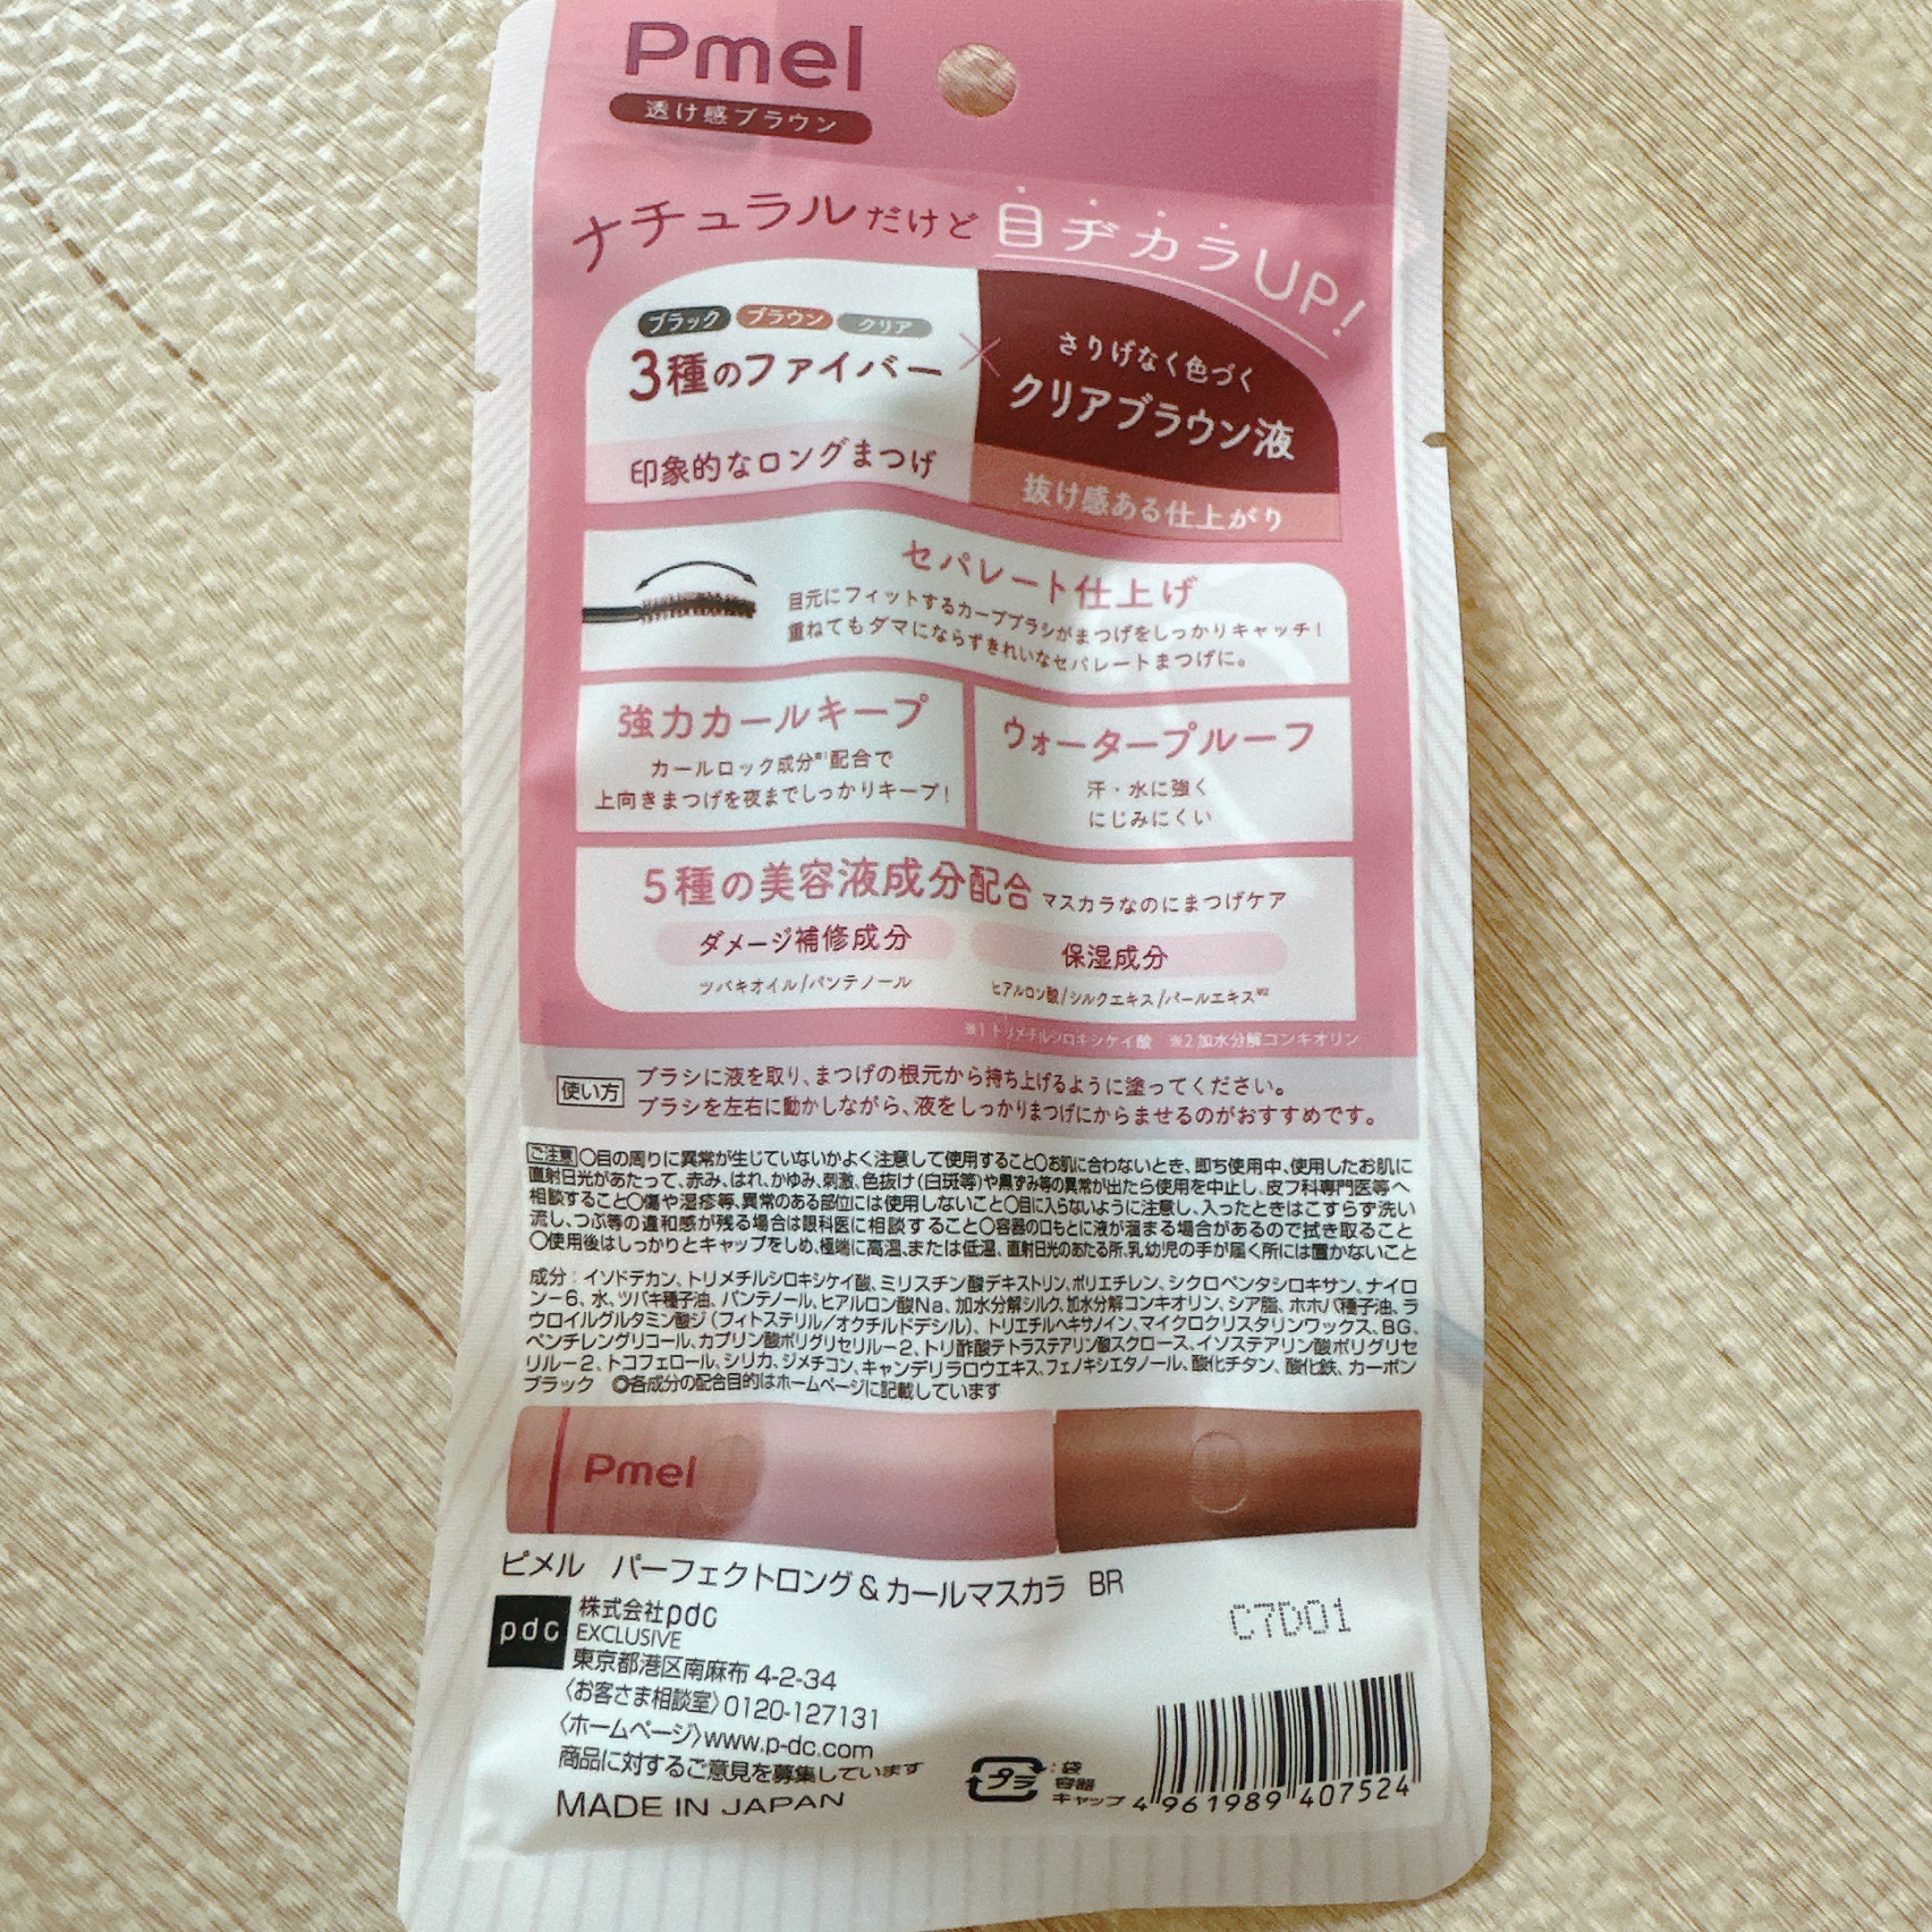 Pmel
透け感ブラウン
ナチュラルだけど目ヂカラUP!
ブラック ブラウン クリア
3種のファイバー
印象的なロングまつげ
×
さりげなく色づく
クリアブラウン液
抜け感ある仕上がり
セパレート仕上げ
目元にフィットするカーブブラシがまつげをしっかりキャッチ!
重ねてもダマにならずきれいなセパレートまつげに。
強力カールキープ
カールロック成分※1配合で
上向きまつげを夜までしっかりキープ!
ウォータープルーフ
汗・水に強く
にじみにくい
5種の美容液成分配合 マスカラなのにまつげケア
ダメージ補修成分
ツバキオイル/パンテノール
保湿成分
ヒアルロン酸/シルクエキス/パールエキス※2
※1 トリメチルシロキシケイ酸 ※2 加水分解コンキオリン
使い方
ブラシに液を取り、まつげの根元から持ち上げるように塗ってください。
ブラシを左右に動かしながら、液をしっかりまつげにからませるのがおすすめです。
ご注意 ○目の周りに異常が生じていないかよく注意して使用すること○お肌に合わないとき、即ち使用中、使用したお肌に
直射日光があたって、赤み、はれ、かゆみ、刺激、色抜け(白斑等)や黒ずみ等の異常が出たら使用を中止し、皮フ科専門医等へ
相談すること○傷や湿疹等、異常のある部位には使用しないこと○目に入らないように注意し、入ったときはこすらず洗い
流し、つぶ等の違和感が残る場合は眼科医に相談すること○容器の口もとに液が溜まる場合があるので拭き取ること
○使用後はしっかりとキャップをしめ、極端に高温、または低温、直射日光のあたる所、乳幼児の手が届く所には置かないこと
成分:イソドデカン、トリメチルシロキシケイ酸、ミリスチン酸デキストリン、ポリエチレン、シクロペンタシロキサン、ナイロ
ン-6、水、ツバキ種子油、パンテノール、ヒアルロン酸Na、加水分解シルク、加水分解コンキオリン、シア脂、ホホバ種子油、ラ
ウロイルグルタミン酸ジ(フィトステリル/オクチルドデシル)、トリエチルヘキサノイン、マイクロクリスタリンワックス、BG、
ペンチレングリコール、カプリン酸ポリグリセリル-2、トリ酢酸テトラステアリン酸スクロース、イソステアリン酸ポリグリセ
リル-2、トコフェロール、シリカ、ジメチコン、キャンデリラロウエキス、フェノキシエタノール、酸化チタン、酸化鉄、カーボン
ブラック ◎各成分の配合目的はホームページに記載しています
Pmel
ピメル パーフェクトロング&カールマスカラ BR
pdc
株式会社pdc
EXCLUSIVE
東京都港区南麻布 4-2-34
〈お客さま相談室〉0120-127131
〈ホームページ〉www.p-dc.com
商品に対するご意見を募集しています
MADE IN JAPAN
C7D01
プラ
:袋
容器
キャップ
4 961989 407524